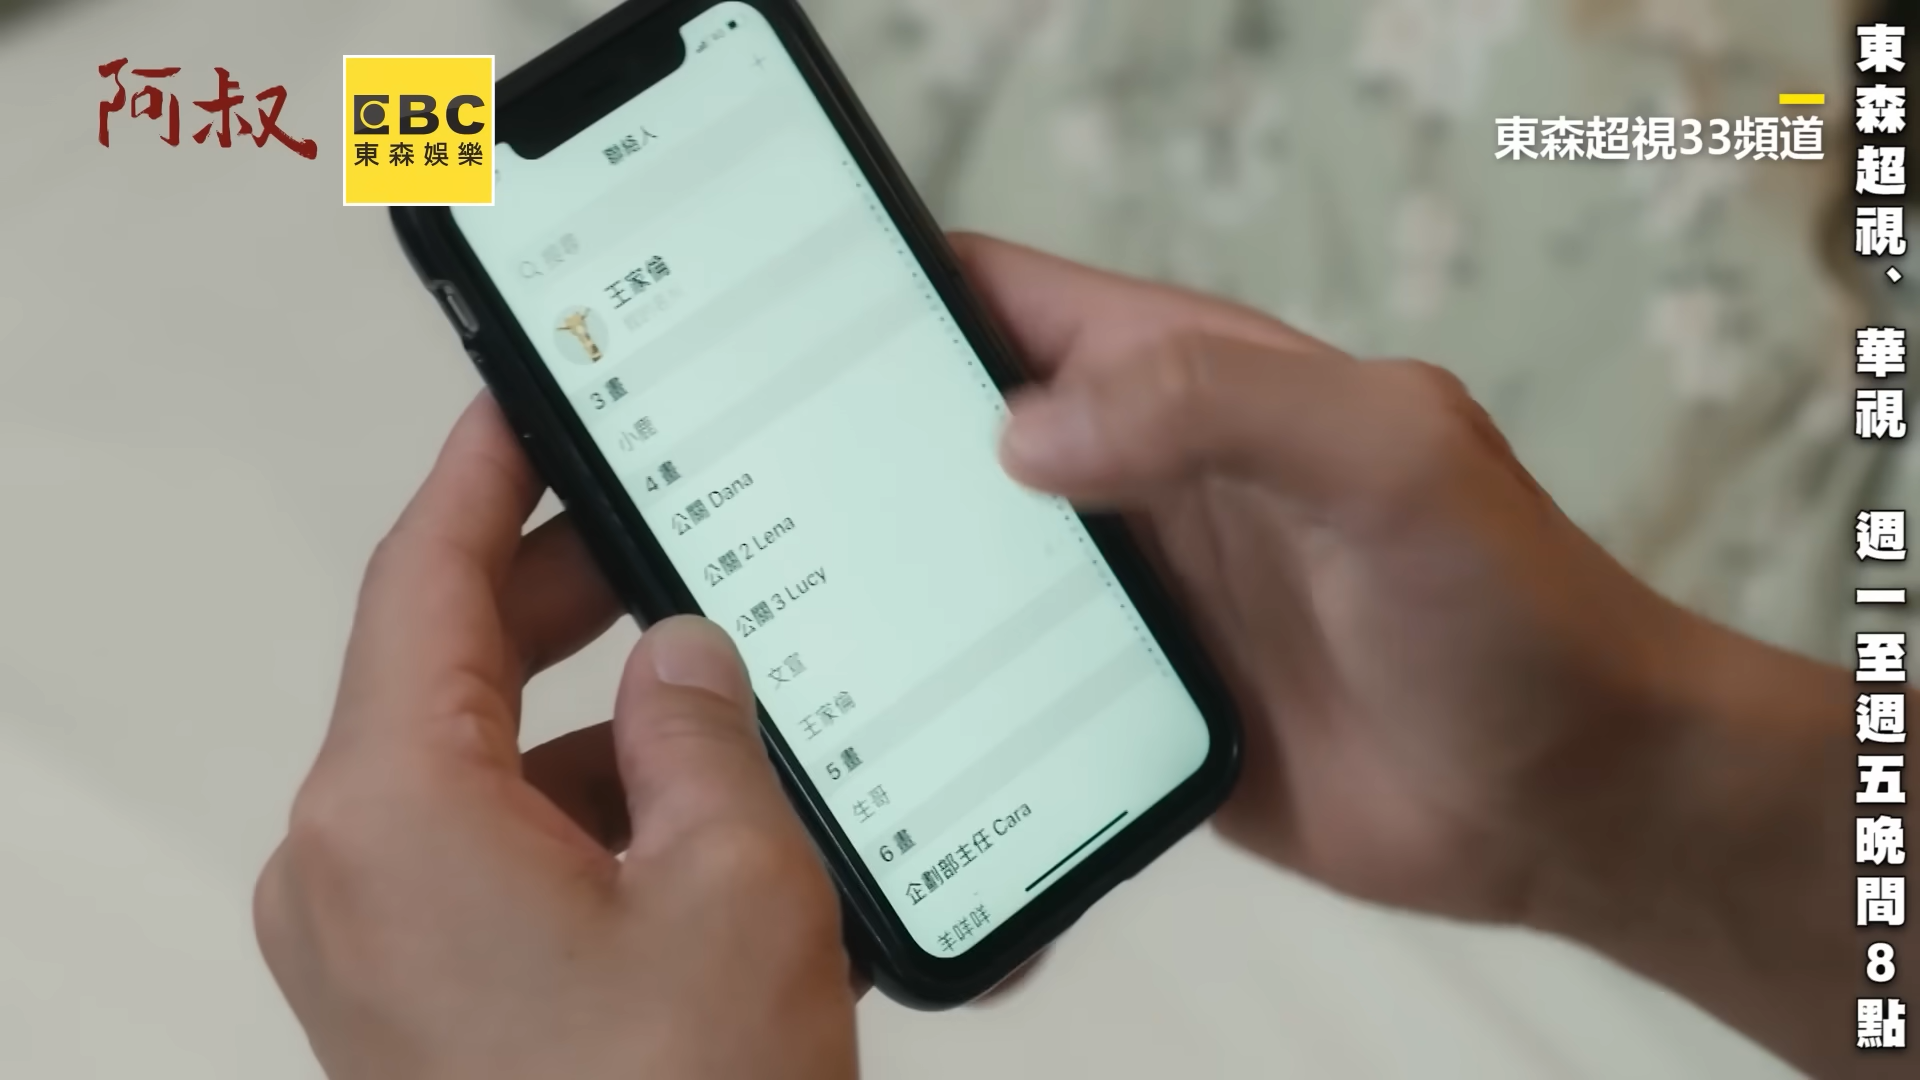 阿叔
EBC
東森娛樂
東森超視33頻道
東森超視、華視 週一至週五晚間8點
聯絡人
搜尋
王家倫
3 畫
小鹿
4 畫
公關 Dana
公關 2 Lena
公關 3 Lucy
文宣
王家倫
5 畫
生哥
6 畫
企劃部主任 Cara
羊咩咩